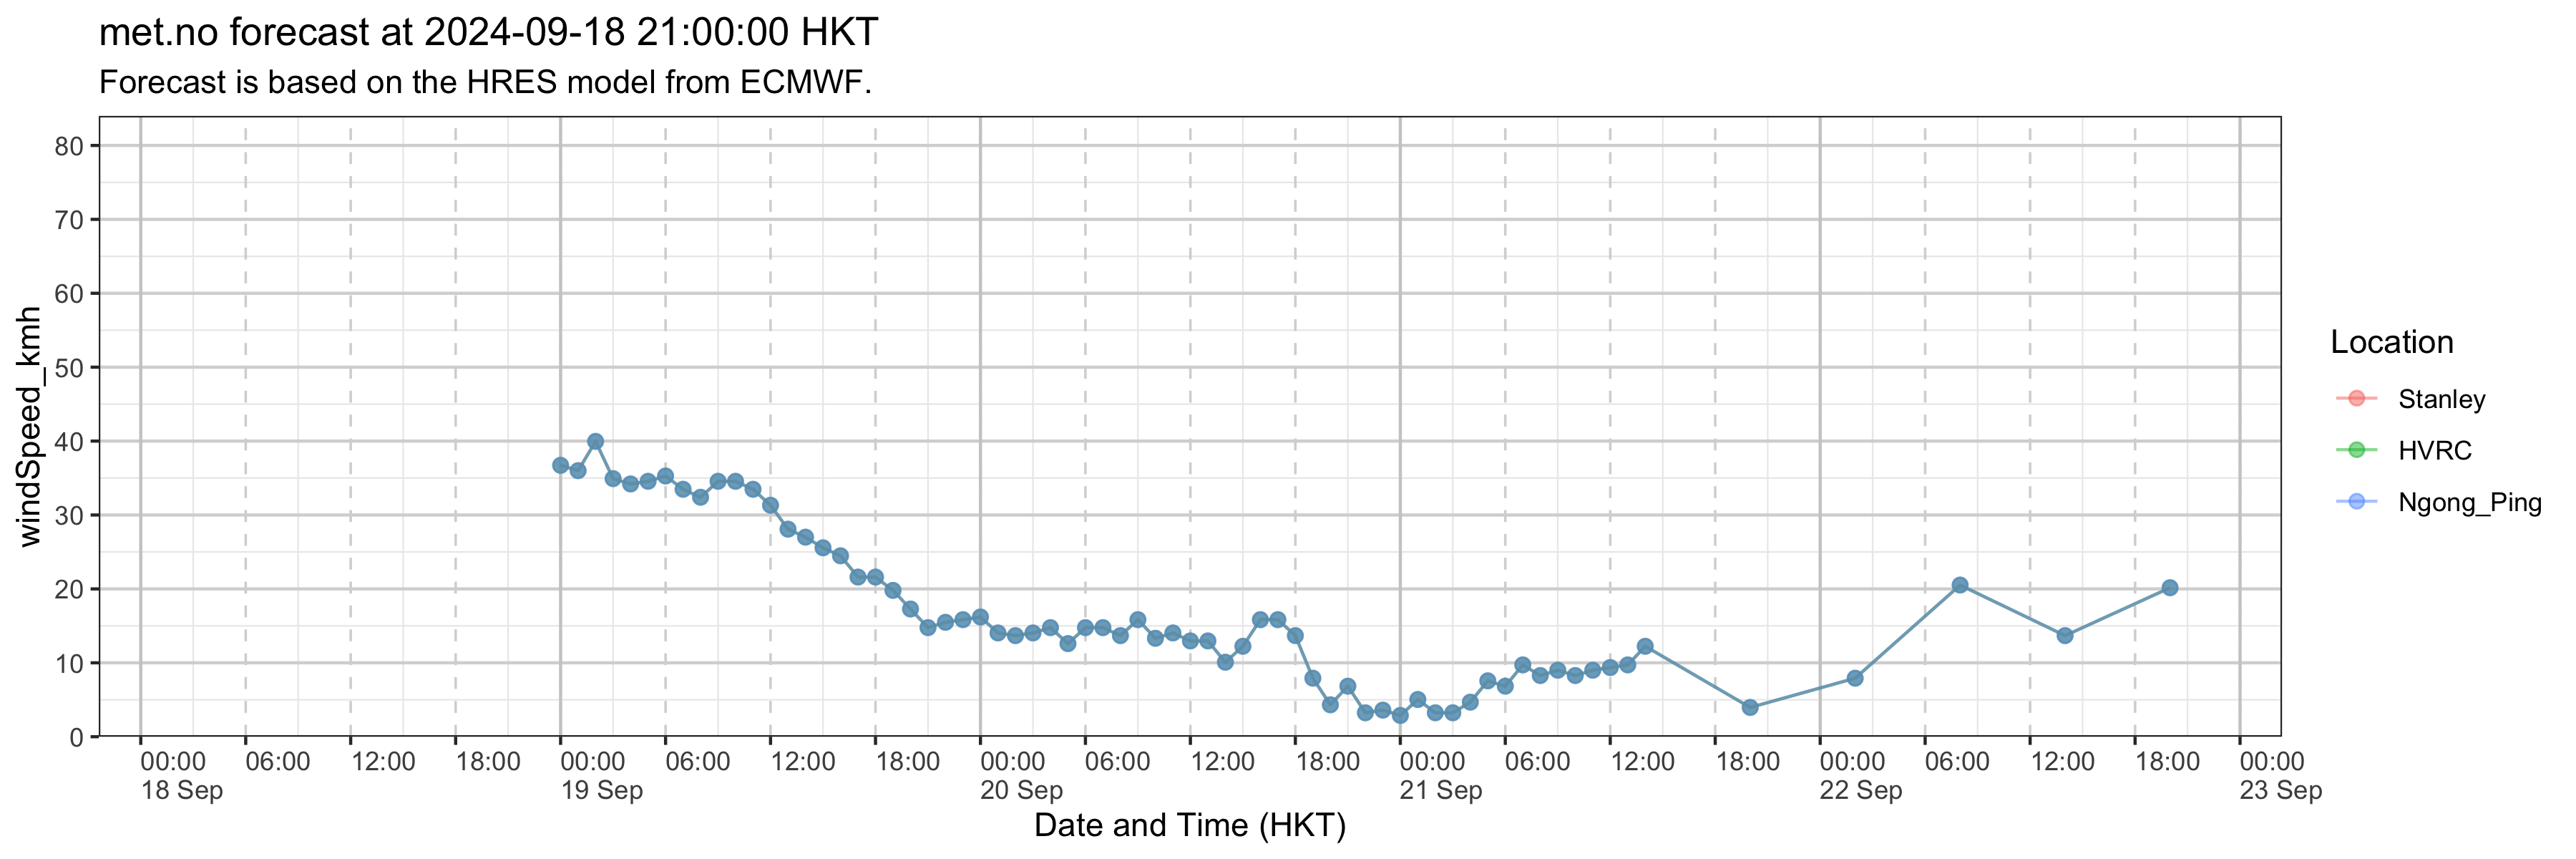 met.no forecast at 2024-09-18 21:00:00 HKT
Forecast is based on the HRES model from ECMWF.
windSpeed_kmh
80
70
60
50
40
30
20
10
0
00:00 06:00 12:00 18:00 00:00 06:00 12:00 18:00 00:00 06:00 12:00 18:00 00:00 06:00 12:00 18:00 00:00 06:00 12:00 18:00 00:00
18 Sep 19 Sep 20 Sep 21 Sep 22 Sep 23 Sep
Date and Time (HKT)
Location
Stanley
HVRC
Ngong_Ping